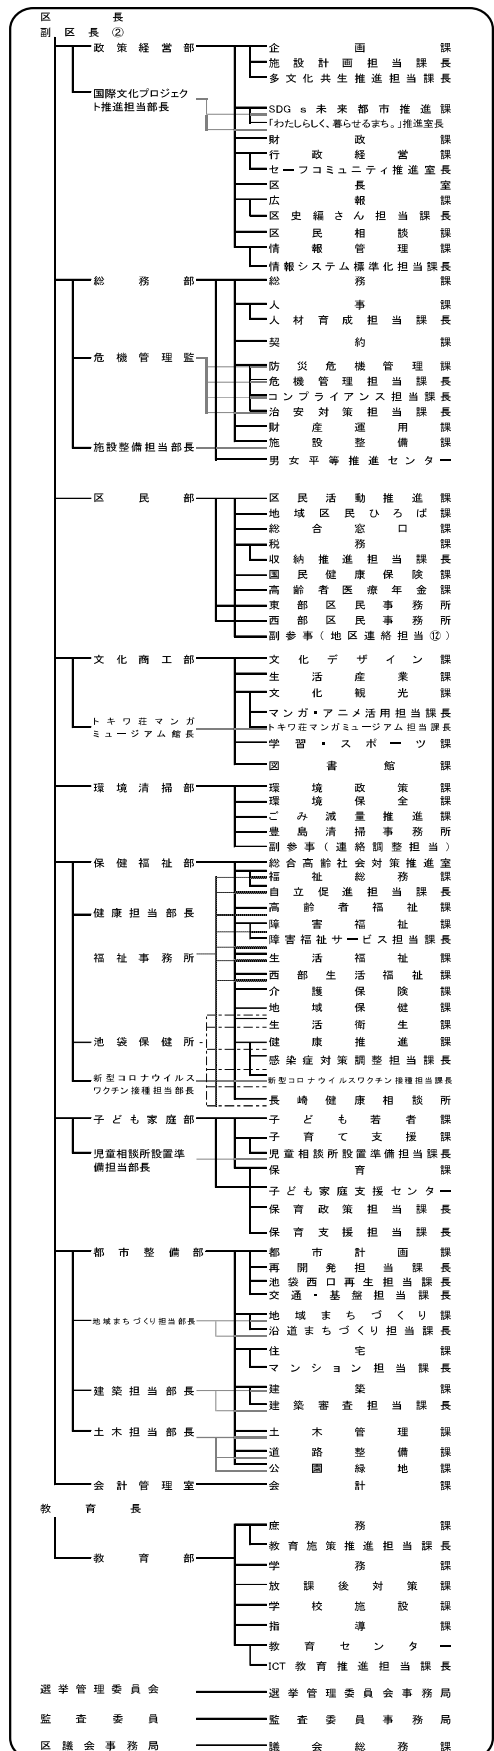 区長
副区長②
政策経営部
企画課
施設計画担当課長
多文化共生推進担当課長
国際文化プロジェク
ト推進担当部長
SDGs未来都市推進課
「わたしらしく、暮らせるまち。」推進室長
財政課
行政経営課
セーフコミュニティ推進室長
区長室
広報課
区史編さん担当課長
区民相談課
情報管理課
情報システム標準化担当課長
総務部
総務課
人事課
人材育成担当課長
契約課
危機管理監
防災危機管理課
危機管理担当課長
コンプライアンス担当課長
治安対策担当課長
財産運用課
施設整備担当部長
施設整備課
男女平等推進センター
区民部
区民活動推進課
地域区民ひろば課
総合窓口課
税務課
収納推進担当課長
国民健康保険課
高齢者医療年金課
東部区民事務所
西部区民事務所
副参事(地区連絡担当⑫)
文化商工部
文化デザイン課
生活産業課
文化観光課
マンガ・アニメ活用担当課長
トキワ荘マンガ
ミュージアム館長
トキワ荘マンガミュージアム担当課長
学習・スポーツ課
図書館課
環境清掃部
環境政策課
環境保全課
ごみ減量推進課
豊島清掃事務所
副参事(連絡調整担当)
保健福祉部
総合高齢社会対策推進室
福祉総務課
自立促進担当課長
健康担当部長
高齢者福祉課
障害福祉課
障害福祉サービス担当課長
福祉事務所
生活福祉課
西部生活福祉課
介護保険課
地域保健課
生活衛生課
池袋保健所
健康推進課
感染症対策調整担当課長
新型コロナウイルス
ワクチン接種担当部長
新型コロナウイルスワクチン接種担当課長
長崎健康相談所
子ども家庭部
子ども若者課
子育て支援課
児童相談所設置準
備担当部長
児童相談所設置準備担当課長
保育課
子ども家庭支援センター
保育政策担当課長
保育支援担当課長
都市整備部
都市計画課
再開発担当課長
池袋西口再生担当課長
交通・基盤担当課長
地域まちづくり担当部長
地域まちづくり課
沿道まちづくり担当課長
住宅課
マンション担当課長
建築担当部長
建築課
建築審査担当課長
土木担当部長
土木管理課
道路整備課
公園緑地課
会計管理室
会計課
教育長
教育部
庶務課
教育施策推進担当課長
学務課
放課後対策課
学校施設課
指導課
教育センター
ICT教育推進担当課長
選挙管理委員会
選挙管理委員会事務局
監査委員
監査委員事務局
区議会事務局
議会総務課